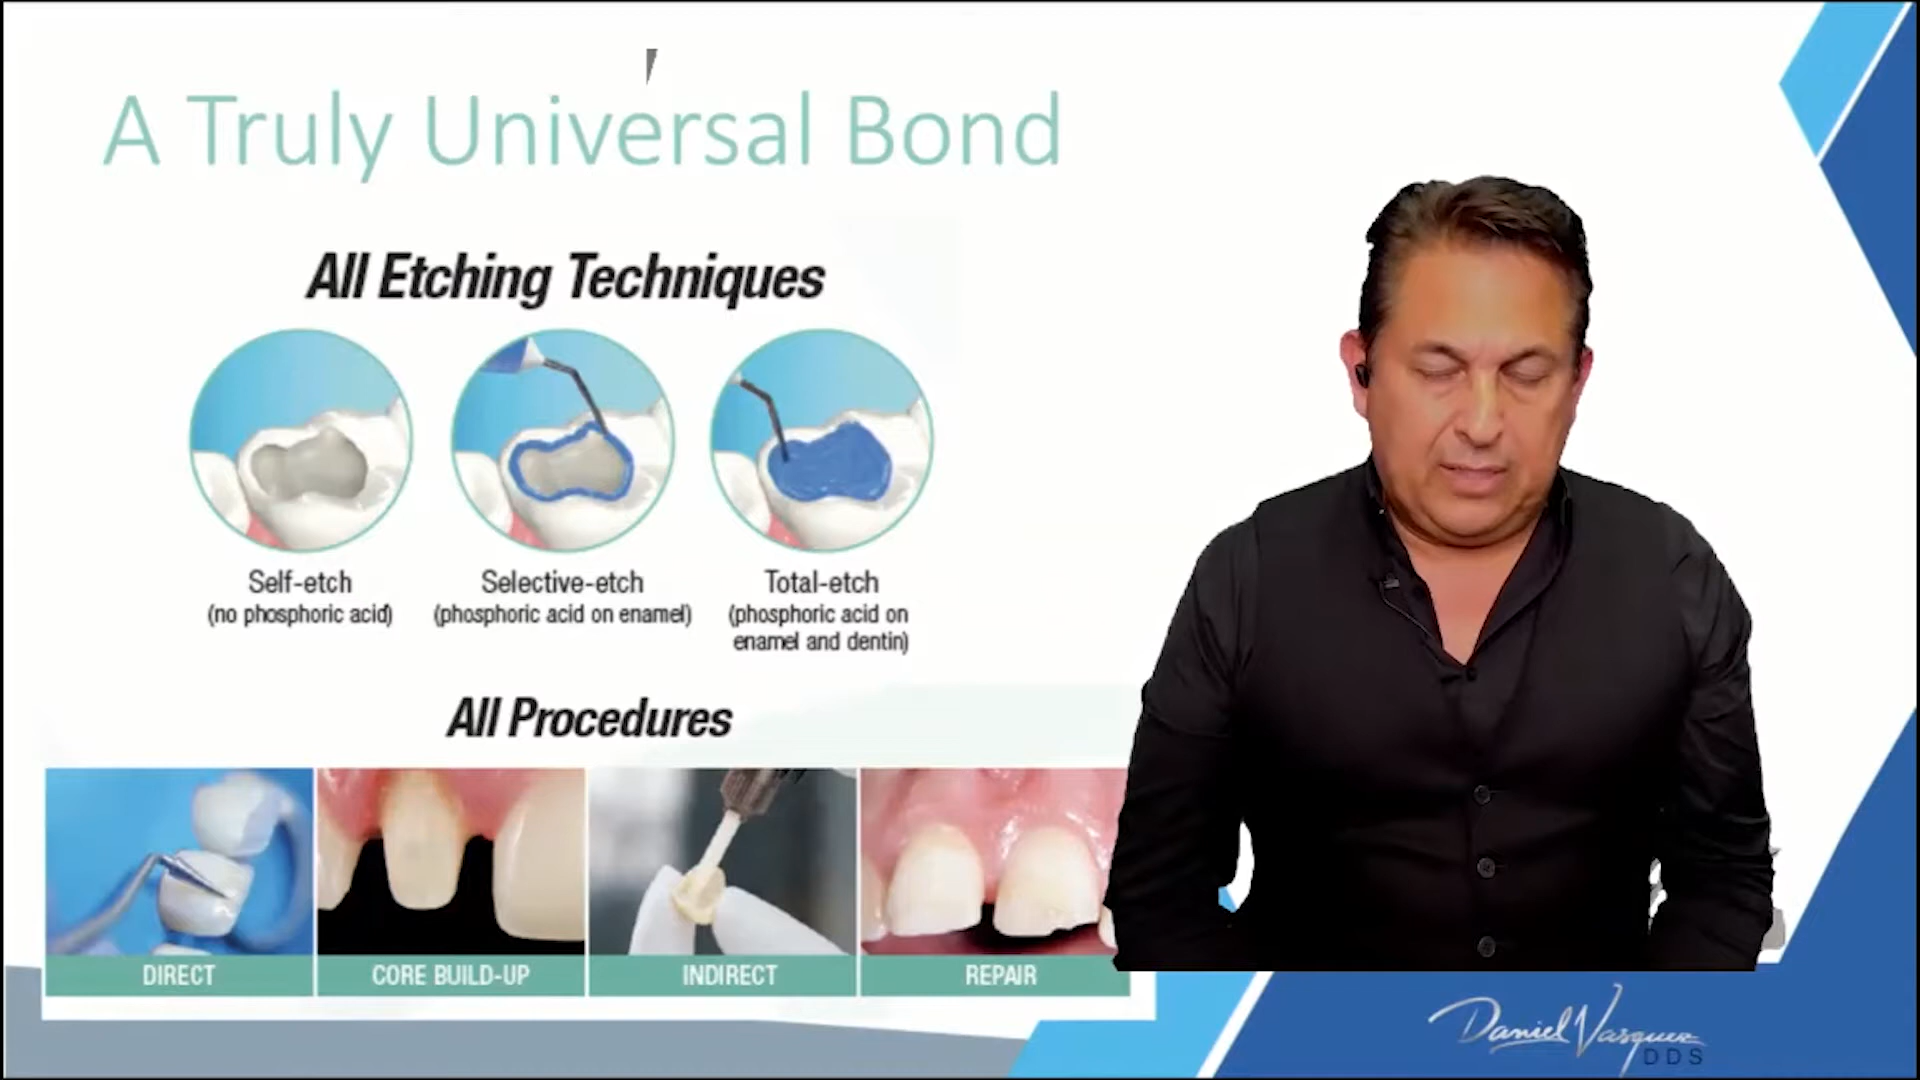 A Truly Universal Bond
All Etching Techniques
Self-etch
(no phosphoric acid)
Selective-etch
(phosphoric acid on enamel)
Total-etch
(phosphoric acid on
enamel and dentin)
All Procedures
DIRECT
CORE BUILD-UP
INDIRECT
REPAIR
Daniel Vasquez
DDS